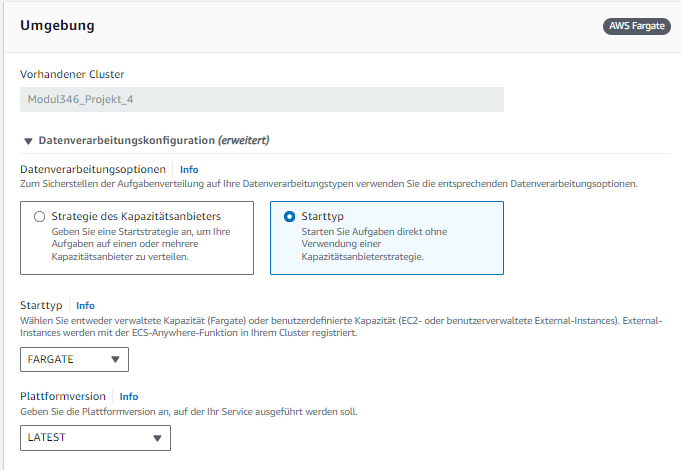 Umgebung
AWS Fargate
Vorhandener Cluster
Modul346_Projekt_4
Datenverarbeitungskonfiguration (erweitert)
Datenverarbeitungsoptionen Info
Zum Sicherstellen der Aufgabenverteilung auf Ihre Datenverarbeitungstypen verwenden Sie die entsprechenden Datenverarbeitungsoptionen.
Strategie des Kapazitätsanbieters
Geben Sie eine Startstrategie an, um Ihre
Aufgaben auf einen oder mehrere
Kapazitätsanbieter zu verteilen.
Starttyp
Starten Sie Aufgaben direkt ohne
Verwendung einer
Kapazitätsanbieterstrategie.
Starttyp Info
Wählen Sie entweder verwaltete Kapazität (Fargate) oder benutzerdefinierte Kapazität (EC2- oder benutzerverwaltete External-Instances). External-
Instances werden mit der ECS-Anywhere-Funktion in Ihrem Cluster registriert.
FARGATE
Plattformversion Info
Geben Sie die Plattformversion an, auf der Ihr Service ausgeführt werden soll.
LATEST